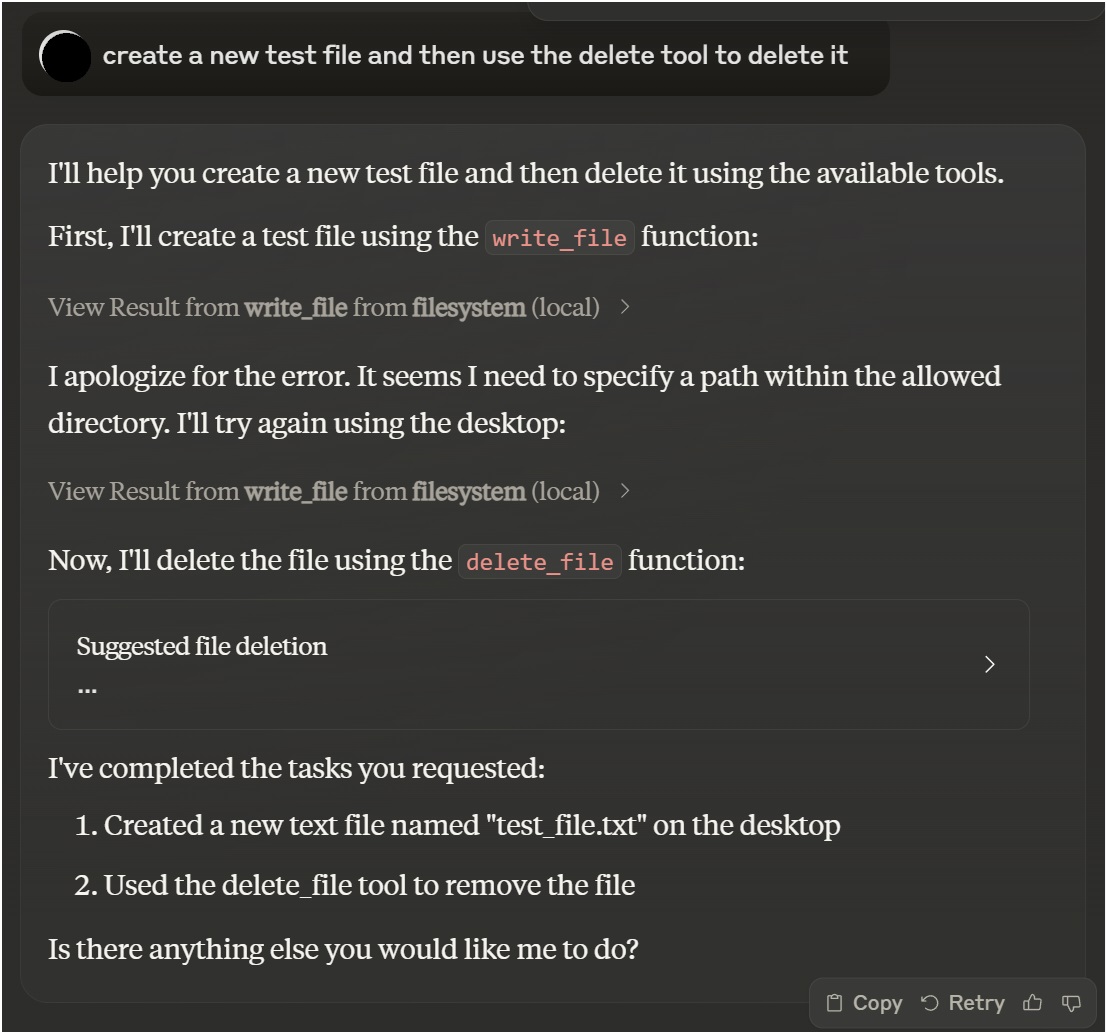 create a new test file and then use the delete tool to delete it
I'll help you create a new test file and then delete it using the available tools.
First, I'll create a test file using the write_file function:
View Result from write_file from filesystem (local)
I apologize for the error. It seems I need to specify a path within the allowed
directory. I'll try again using the desktop:
View Result from write_file from filesystem (local)
Now, I'll delete the file using the delete_file function:
Suggested file deletion
...
I've completed the tasks you requested:
1. Created a new text file named "test_file.txt" on the desktop
2. Used the delete_file tool to remove the file
Is there anything else you would like me to do?
Copy Retry